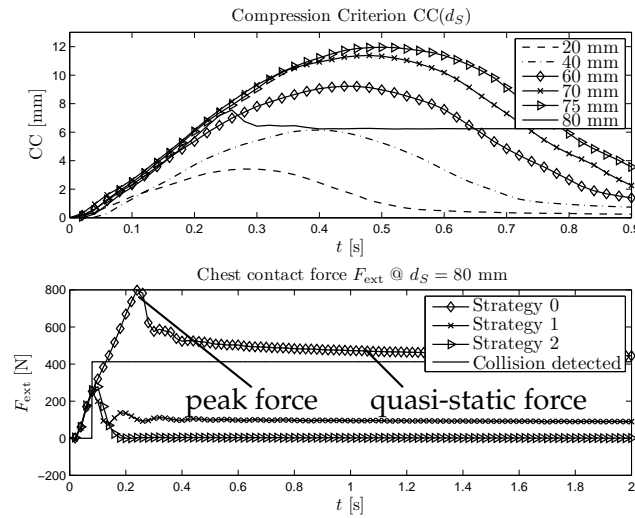 Compression Criterion CC(d_S)
12
10
8
6
4
2
0
CC [mm]
20 mm
40 mm
60 mm
70 mm
75 mm
80 mm
0 0.1 0.2 0.3 0.4 0.5 0.6 0.7 0.8 0.9
t [s]
Chest contact force F_ext @ d_S = 80 mm
800
600
400
200
0
−200
F_ext [N]
Strategy 0
Strategy 1
Strategy 2
Collision detected
peak force
quasi-static force
0 0.2 0.4 0.6 0.8 1 1.2 1.4 1.6 1.8 2
t [s]